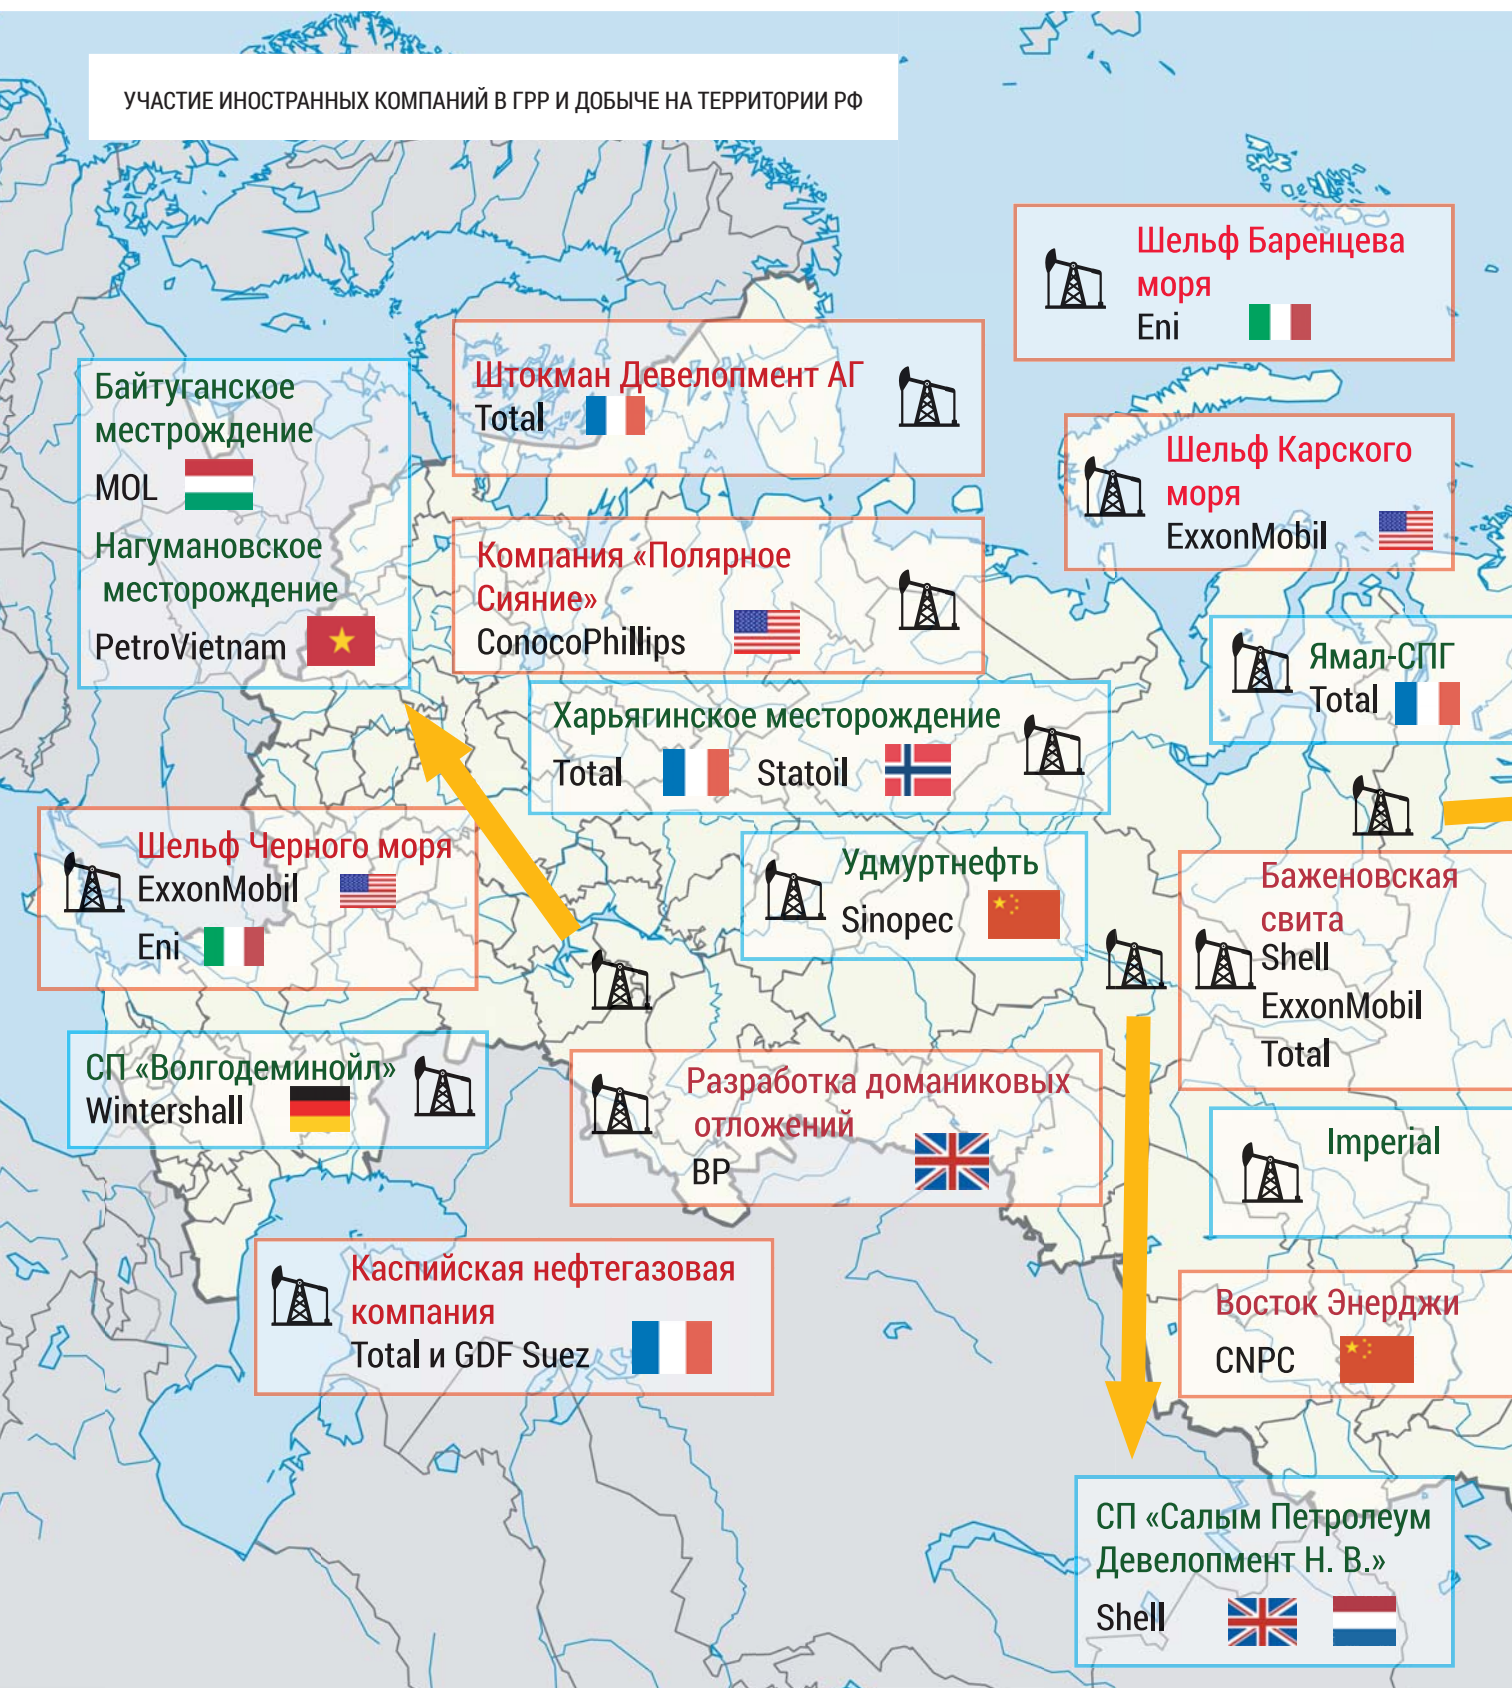 УЧАСТИЕ ИНОСТРАННЫХ КОМПАНИЙ В ГРР И ДОБЫЧЕ НА ТЕРРИТОРИИ РФ
Шельф Баренцева
моря
Eni
Штокман Девелопмент АГ
Total
Байтуганское
местрождение
MOL
Нагумановское
месторождение
PetroVietnam
Шельф Карского
моря
ExxonMobil
Компания «Полярное
Сияние»
ConocoPhillips
Ямал-СПГ
Total
Харьягинское месторождение
Total Statoil
Шельф Черного моря
ExxonMobil
Eni
Удмуртнефть
Sinopec
Баженовская
свита
Shell
ExxonMobil
Total
СП «Волгодеминойл»
Wintershall
Разработка доманиковых
отложений
BP
Imperial
Каспийская нефтегазовая
компания
Total и GDF Suez
Восток Энерджи
CNPC
СП «Салым Петролеум
Девелопмент Н. В.»
Shell